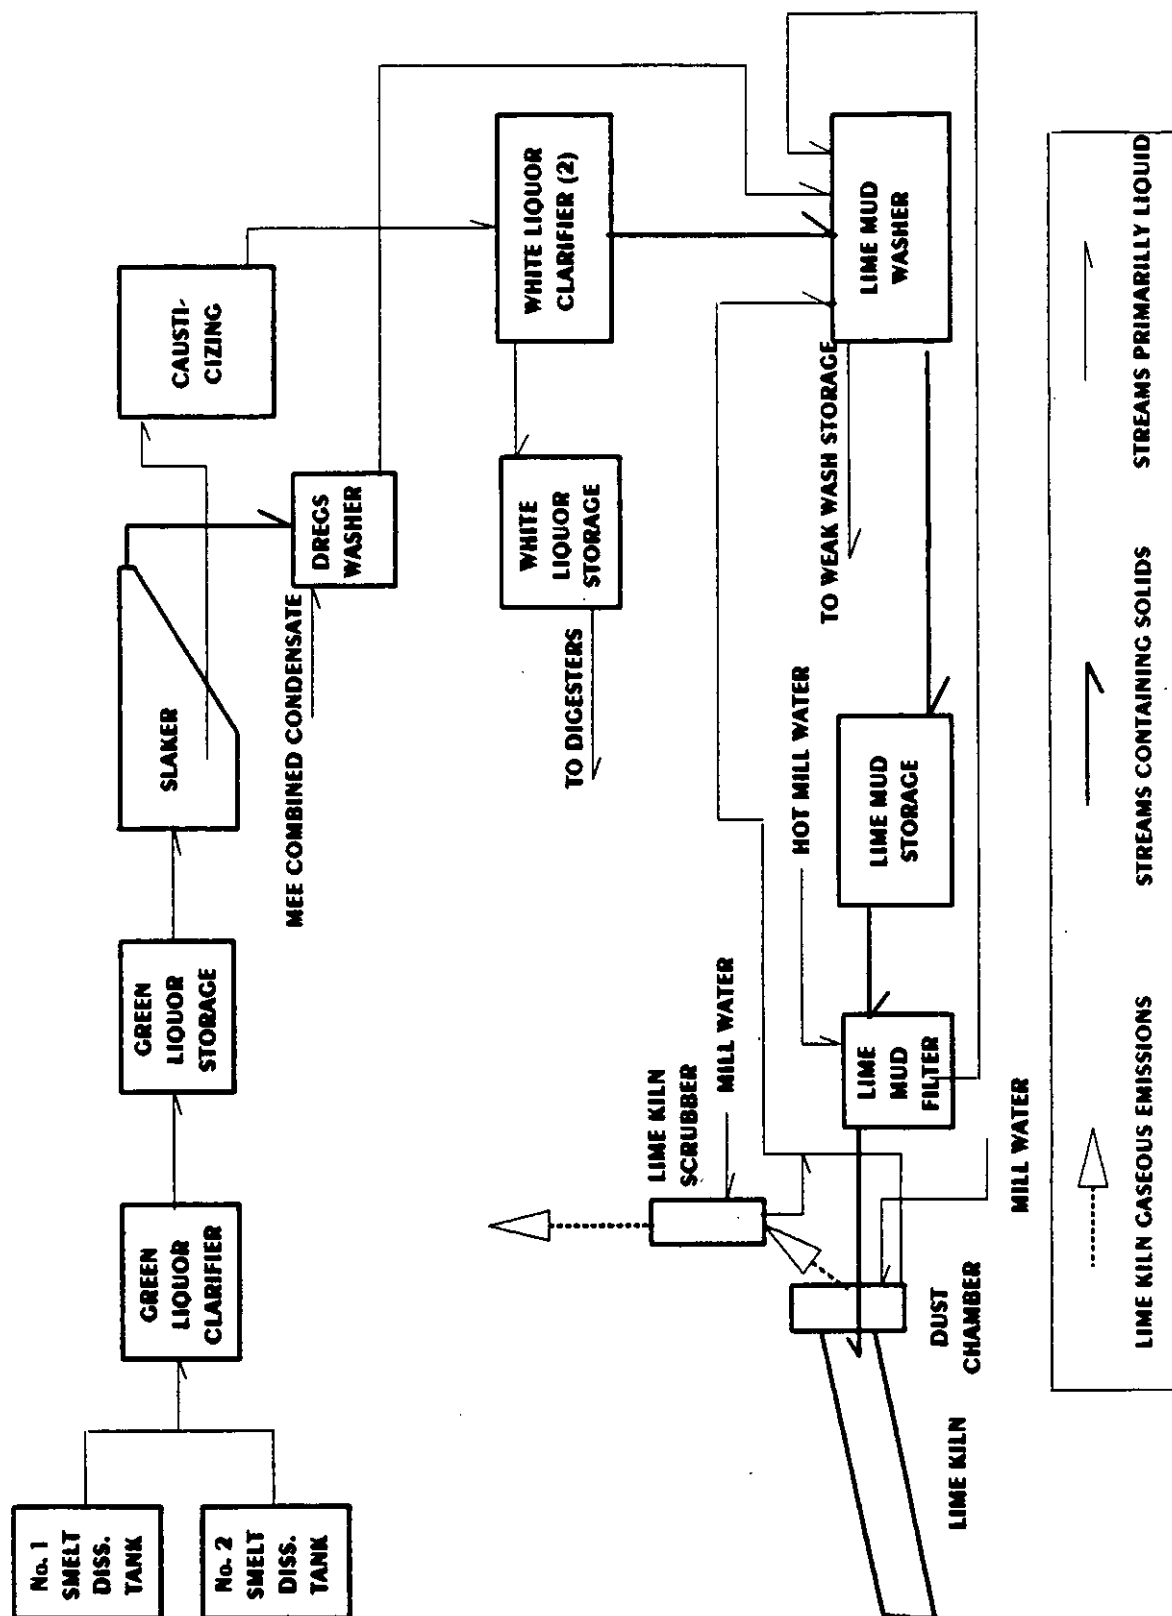 No. 1
SMELT
DISS.
TANK
No. 2
SMELT
DISS.
TANK
GREEN
LIQUOR
CLARIFIER
GREEN
LIQUOR
STORAGE
SLAKER
CAUSTI-
CIZING
MEE COMBINED CONDENSATE
DREGS
WASHER
WHITE LIQUOR
CLARIFIER (2)
WHITE
LIQUOR
STORAGE
TO DIGESTERS
LIME KILN
SCRUBBER
MILL WATER
HOT MILL WATER
TO WEAK WASH STORAGE
LIME MUD
WASHER
LIME MUD
STORAGE
LIME
MUD
FILTER
DUST
CHAMBER
LIME KILN
MILL WATER
LIME KILN GASEOUS EMISSIONS
STREAMS CONTAINING SOLIDS
STREAMS PRIMARILLY LIQUID